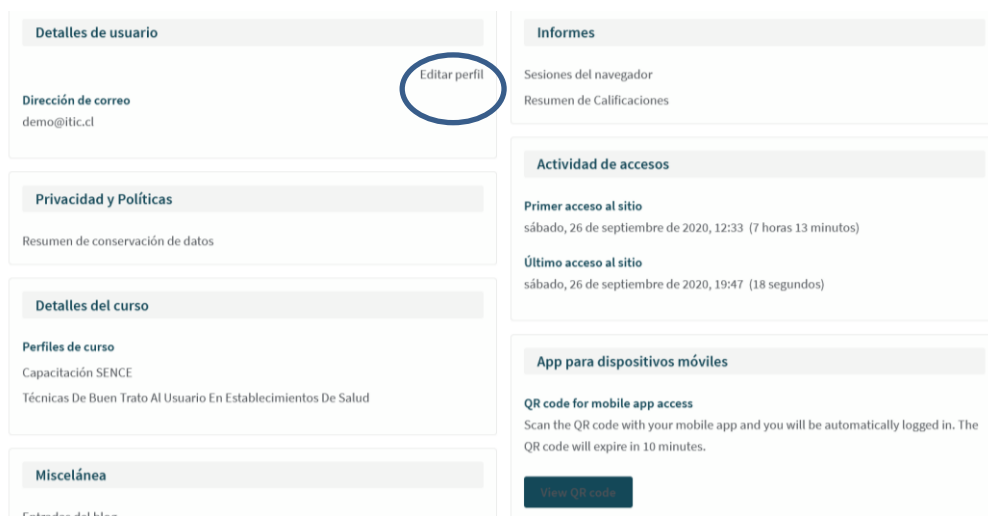 Detalles de usuario
Editar perfil
Dirección de correo
demo@itic.cl
Privacidad y Políticas
Resumen de conservación de datos
Detalles del curso
Perfiles de curso
Capacitación SENCE
Técnicas De Buen Trato Al Usuario En Establecimientos De Salud
Miscelánea
Entradas del blog
Informes
Sesiones del navegador
Resumen de Calificaciones
Actividad de accesos
Primer acceso al sitio
sábado, 26 de septiembre de 2020, 12:33 (7 horas 13 minutos)
Último acceso al sitio
sábado, 26 de septiembre de 2020, 19:47 (18 segundos)
App para dispositivos móviles
QR code for mobile app access
Scan the QR code with your mobile app and you will be automatically logged in. The
QR code will expire in 10 minutes.
View QR code